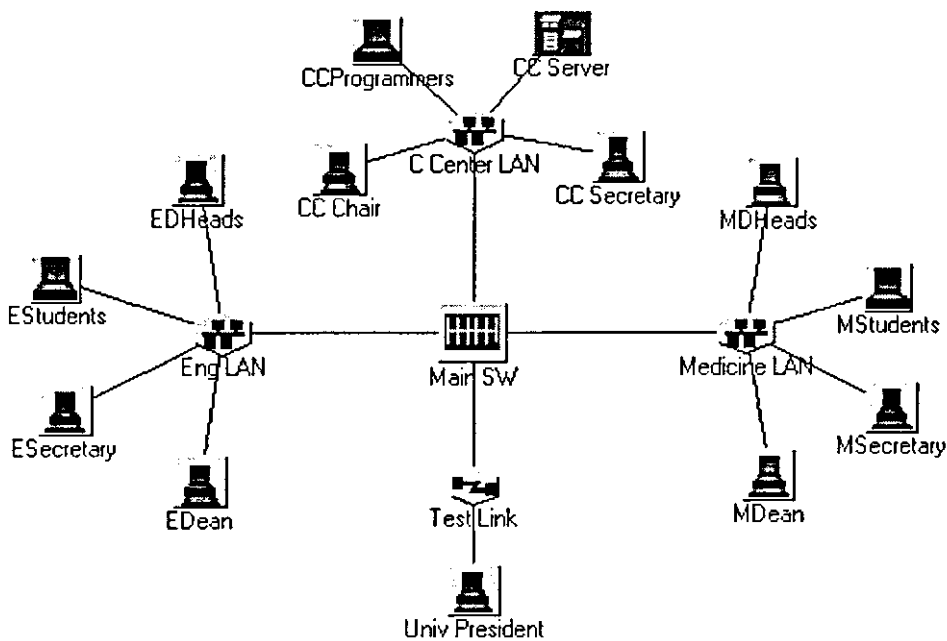 CCProgrammers
CC Server
C Center LAN
CC Chair
CC Secretary
EDHeads
MDHeads
EStudents
MStudents
Eng LAN
Main SW
Medicine LAN
ESecretary
MSecretary
EDean
Test Link
MDean
Univ President